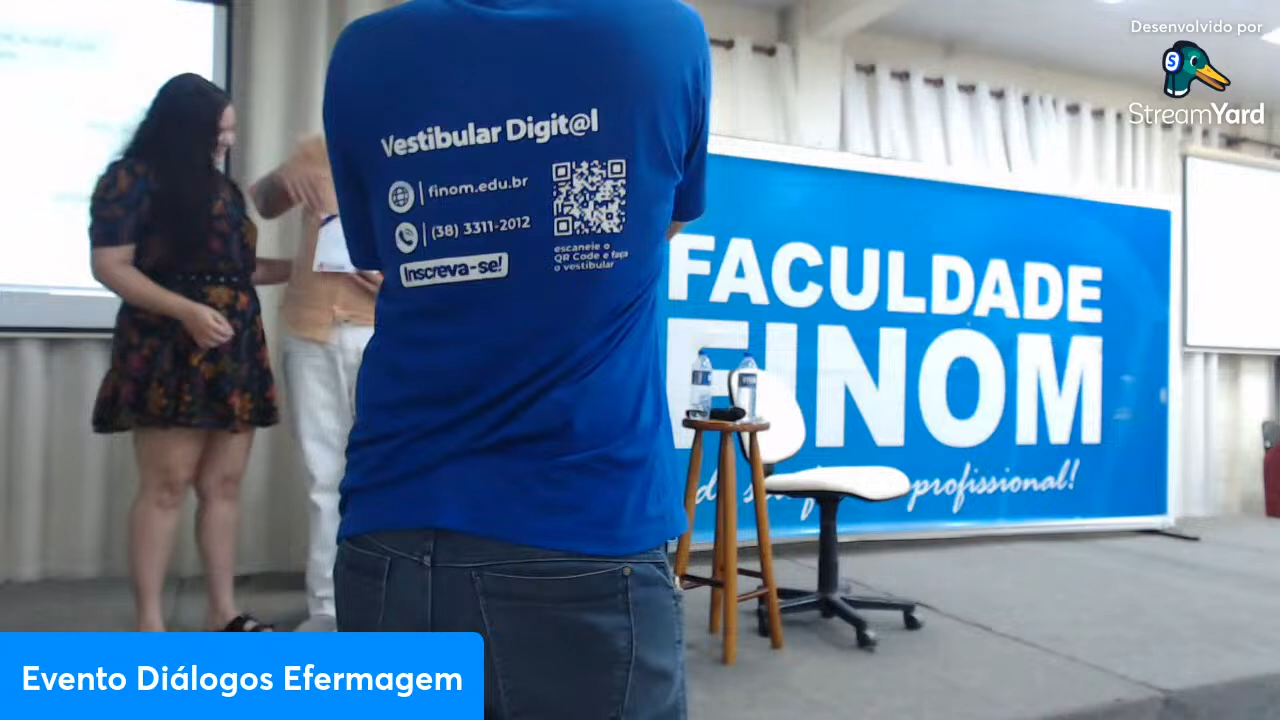 Desenvolvido por
StreamYard
Vestibular Digit@l
finom.edu.br
(38) 3311-2012
Inscreva-se!
escaneie o
QR Code e faça
o vestibular
FACULDADE
FINOM
profissional!
Evento Diálogos Efermagem